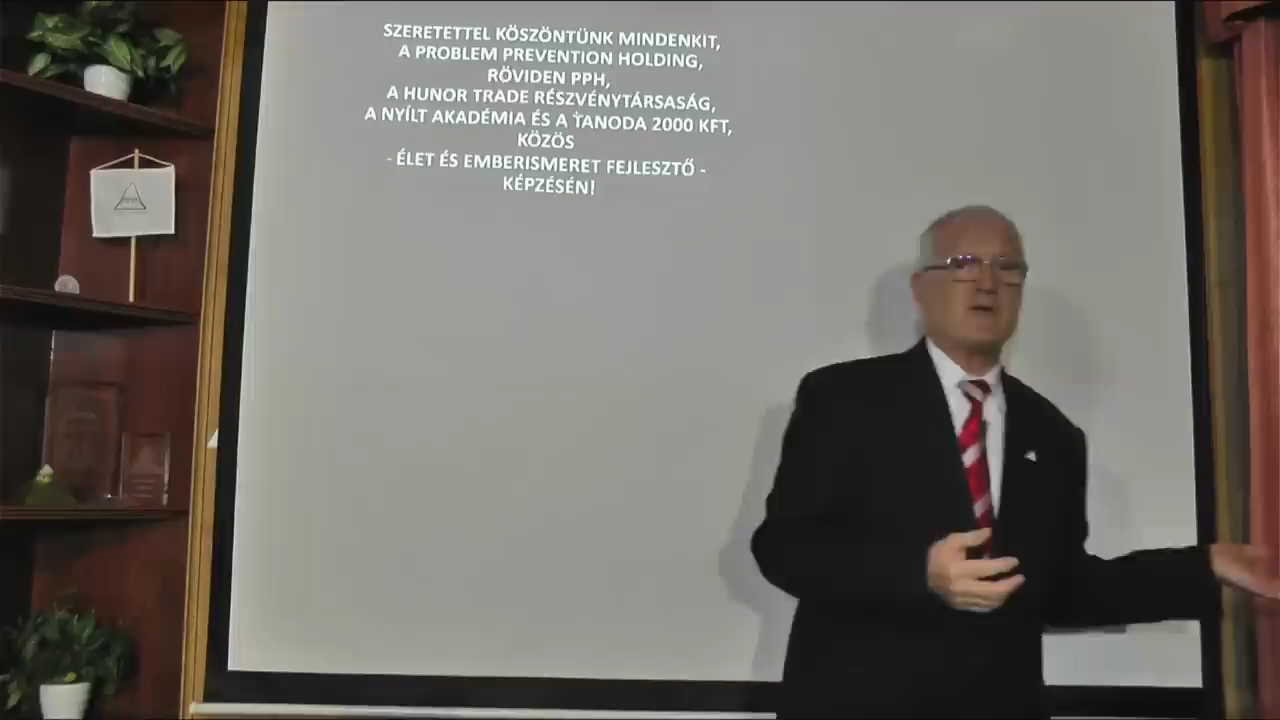 SZERETETTEL KÖSZÖNTÜNK MINDENKIT,
A PROBLEM PREVENTION HOLDING,
RÖVIDEN PPH,
A HUNOR TRADE RÉSZVÉNYTÁRSASÁG,
A NYÍLT AKADÉMIA ÉS A TANODA 2000 KFT,
KÖZÖS
- ÉLET ÉS EMBERISMERET FEJLESZTŐ -
KÉPZÉSÉN!